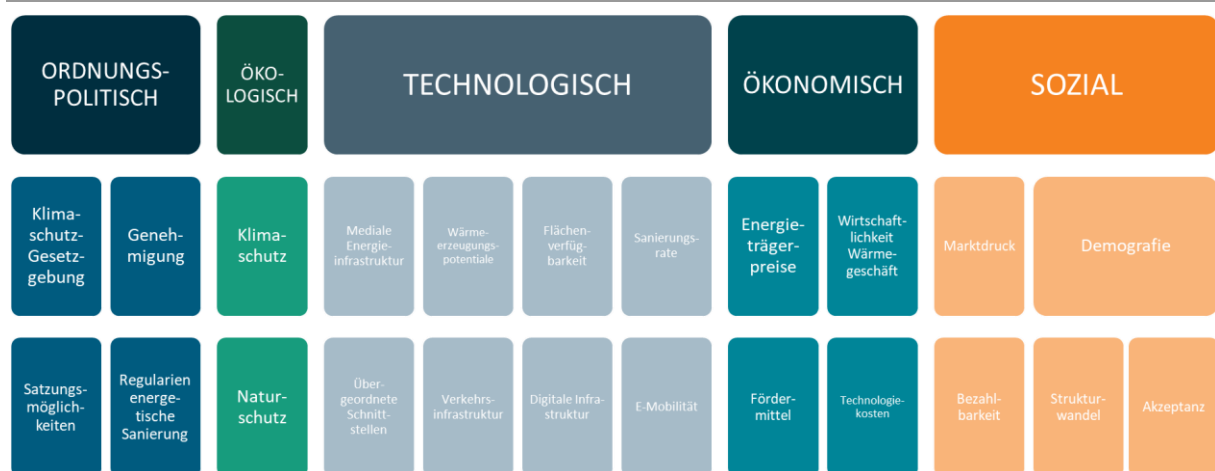 ORDNUNGS-
POLITISCH
ÖKO-
LOGISCH
TECHNOLOGISCH
ÖKONOMISCH
SOZIAL
Klima-
schutz-
Gesetz-
gebung
Geneh-
migung
Klima-
schutz
Mediale
Energie-
infrastruktur
Wärme-
erzeugungs-
potentiale
Flächen-
verfüg-
barkeit
Sanierungs-
rate
Energie-
träger-
preise
Wirtschaft-
lichkeit
Wärme-
geschäft
Marktdruck
Demografie
Satzungs-
möglich-
keiten
Regularien
energe-
tische
Sanierung
Natur-
schutz
Über-
geordnete
Schnitt-
stellen
Verkehrs-
infrastruktur
Digitale Infra-
struktur
E-Mobilität
Förder-
mittel
Technologie-
kosten
Bezahl-
barkeit
Struktur-
wandel
Akzeptanz